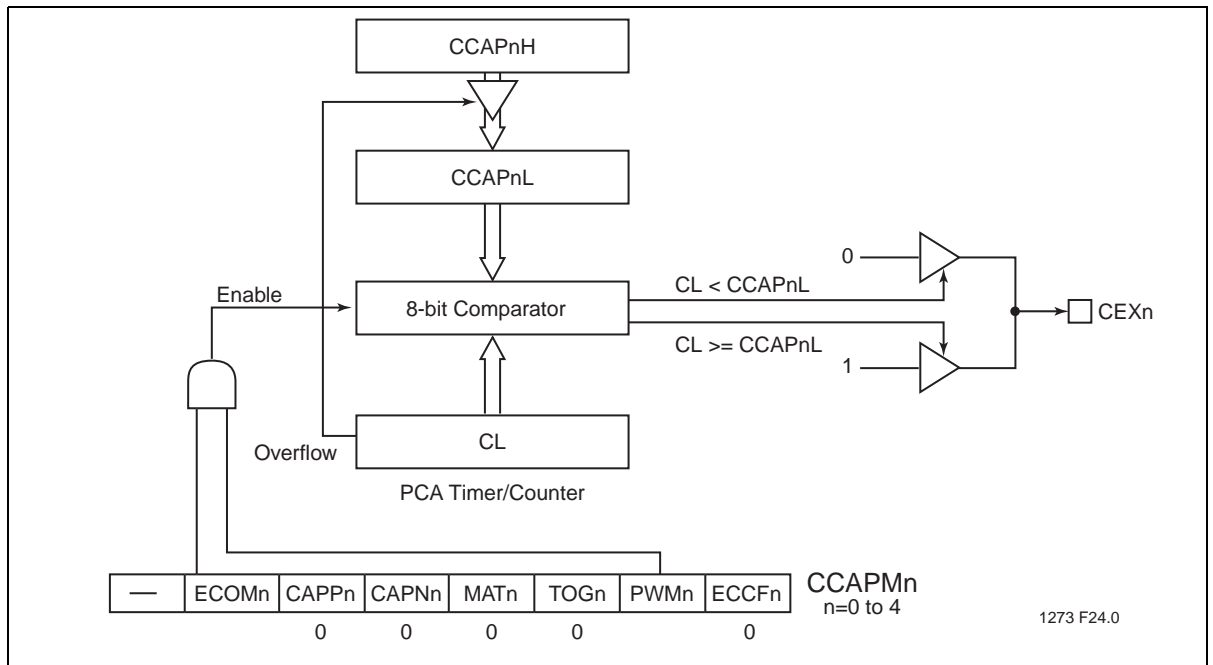 CCAPnH
CCAPnL
0
CL < CCAPnL
Enable
8-bit Comparator
CEXn
CL >= CCAPnL
1
Overflow
CL
PCA Timer/Counter
— ECOMn CAPPn CAPNn MATn TOGn PWMn ECCFn
CCAPMn
n=0 to 4
0 0 0 0 0
1273 F24.0